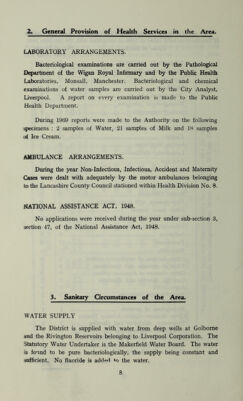 2. General Provision of Health Services in the Area.
LABORATORY ARRANGEMENTS.
Bacteriological examinations are carried out by the Pathological
Department of the Wigan Royal Infirmary and by the Public Health
Laboratories, Monsall, Manchester. Bacteriological and chemical
examinations of water samples are carried out by the City Analyst,
Liverpool. A report on every examination is made to the Public
Health Department.
During 1969 reports were made to the Authority on the following
specimens : 2 samples of Water, 21 samples of Milk and 18 samples
of Ice Cream.
AMBULANCE ARRANGEMENTS.
During the year Non-Infectious, Infectious, Accident and Maternity
Cases were dealt with adequately by the motor ambulances belonging
to the Lancashire County Council stationed within Health Division No. 8.
NATIONAL ASSISTANCE ACT, 1948.
No applications were received during the year under sub-section 3,
section 47, of the National Assistance Act, 1948.
3. Sanitary Circumstances of the Area.
WATER SUPPLY
The District is supplied with water from deep wells at Golborne
and the Rivington Reservoirs belonging to Liverpool Corporation. The
Statutory Water Undertaker is the Makerfield Water Board. The water
is found to be pure bacteriologically, the supply being constant and
sufficient. No fluoride is added to the water.
8